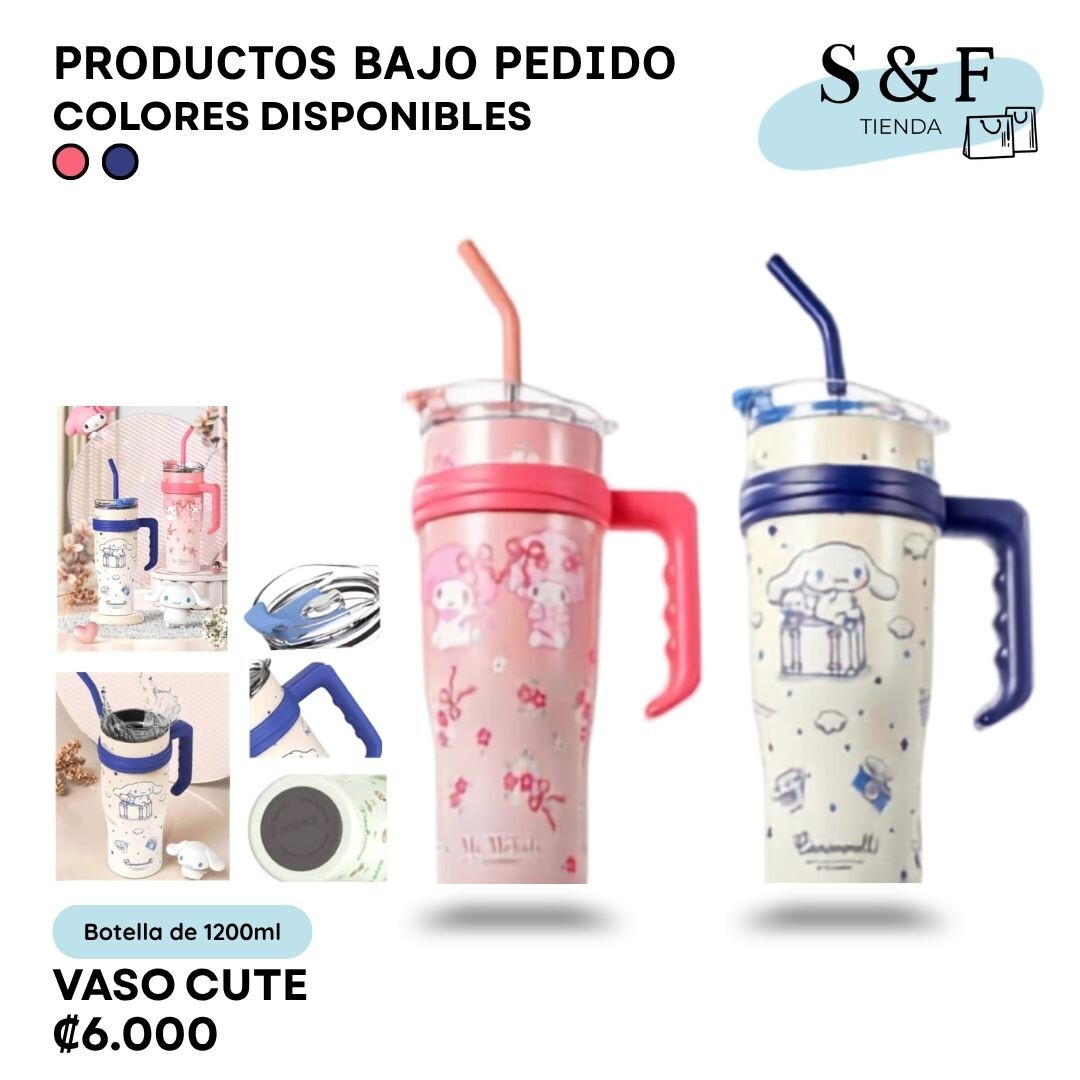 PRODUCTOS BAJO PEDIDO
COLORES DISPONIBLES
S & F
TIENDA
Botella de 1200ml
VASO CUTE
₡6.000